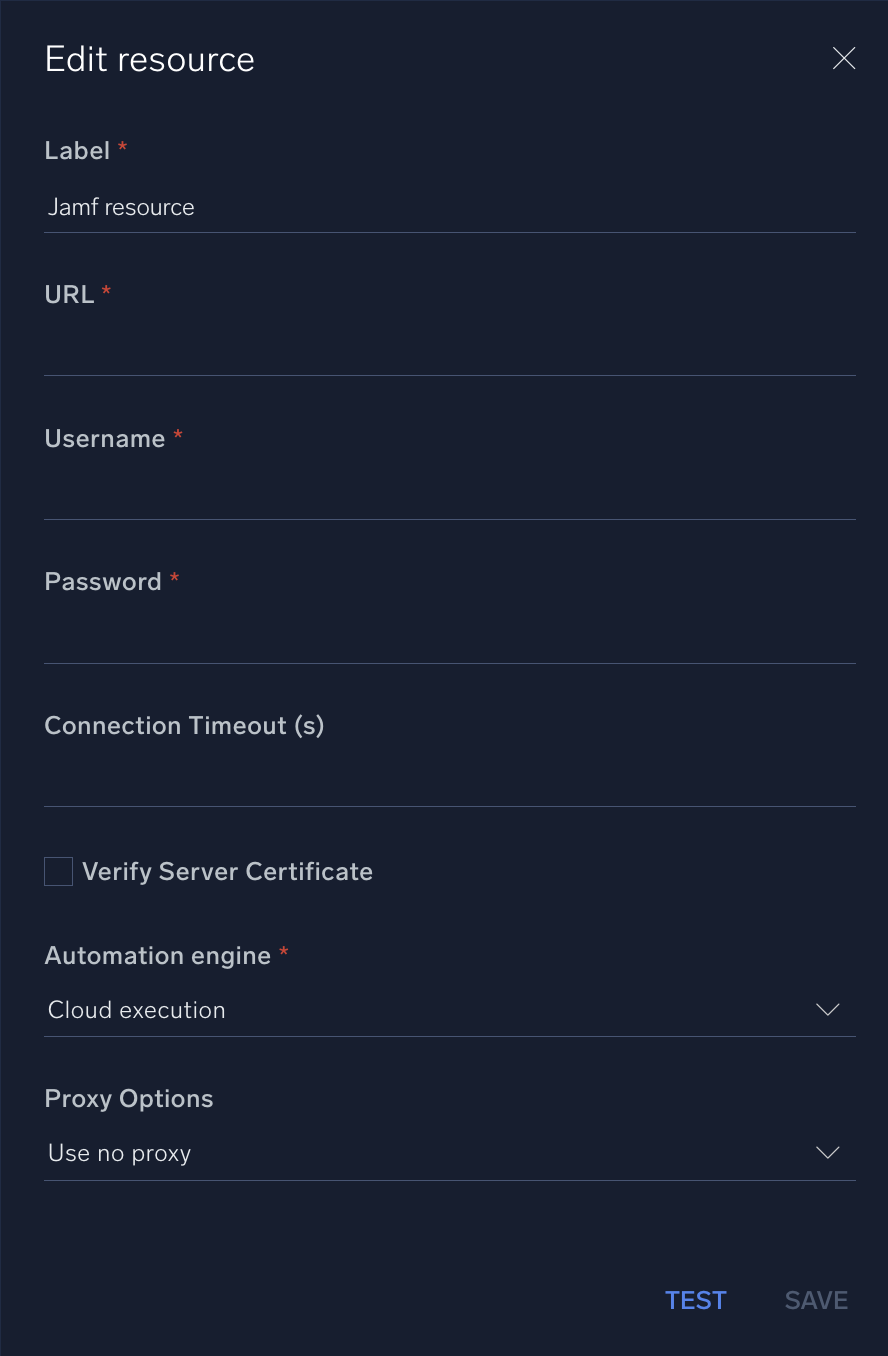 Edit resource
Label *
Jamf resource
URL *
Username *
Password *
Connection Timeout (s)
Verify Server Certificate
Automation engine *
Cloud execution
Proxy Options
Use no proxy
TEST SAVE